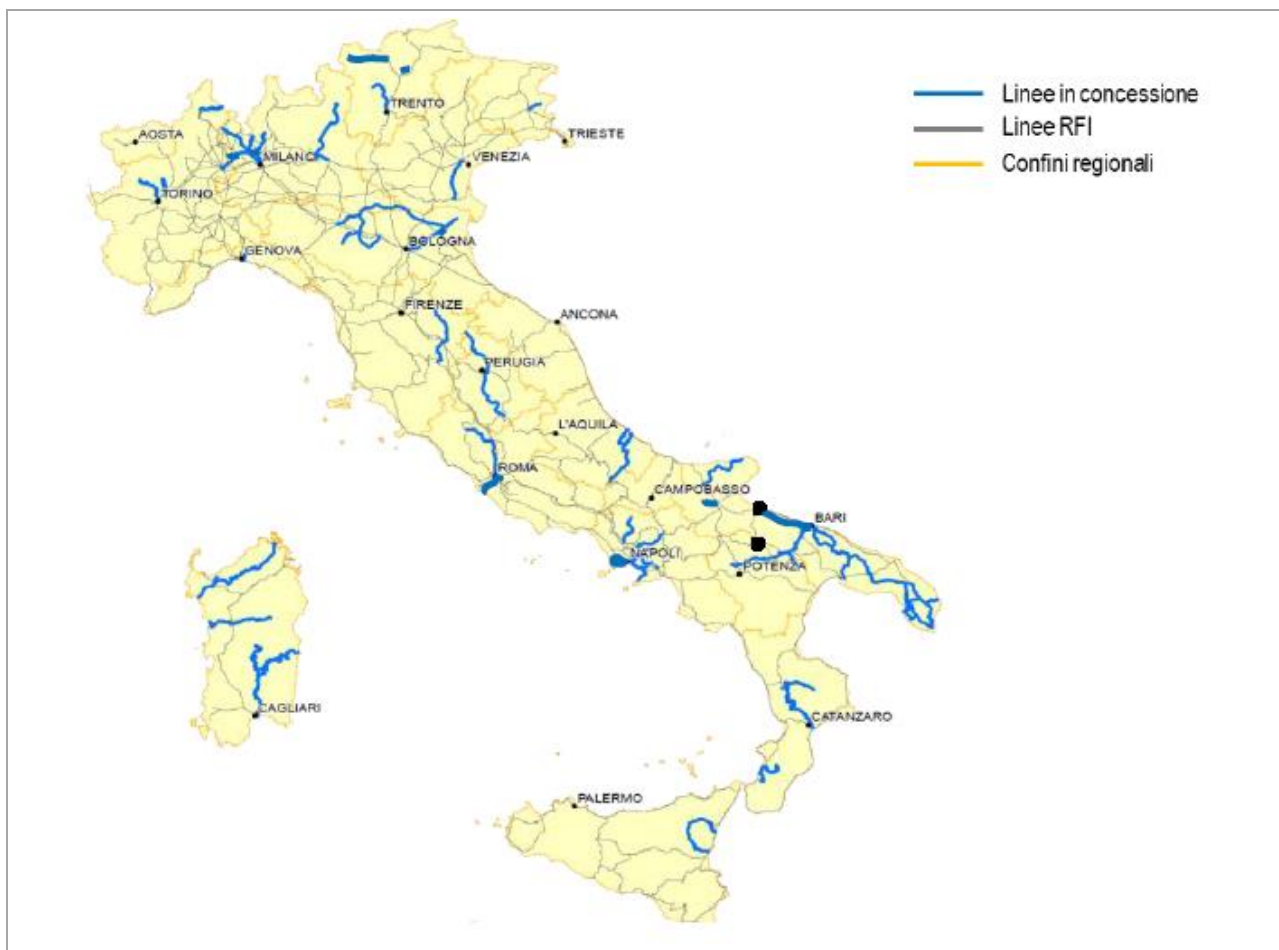 Linee in concessione
Linee RFI
Confini regionali
TRENTO
AOSTA
TRIESTE
MILANO
VENEZIA
TORINO
BOLOGNA
GENOVA
FIRENZE
ANCONA
PERUGIA
L'AQUILA
ROMA
CAMPOBASSO
BARI
NAPOLI
POTENZA
CAGLIARI
CATANZARO
PALERMO